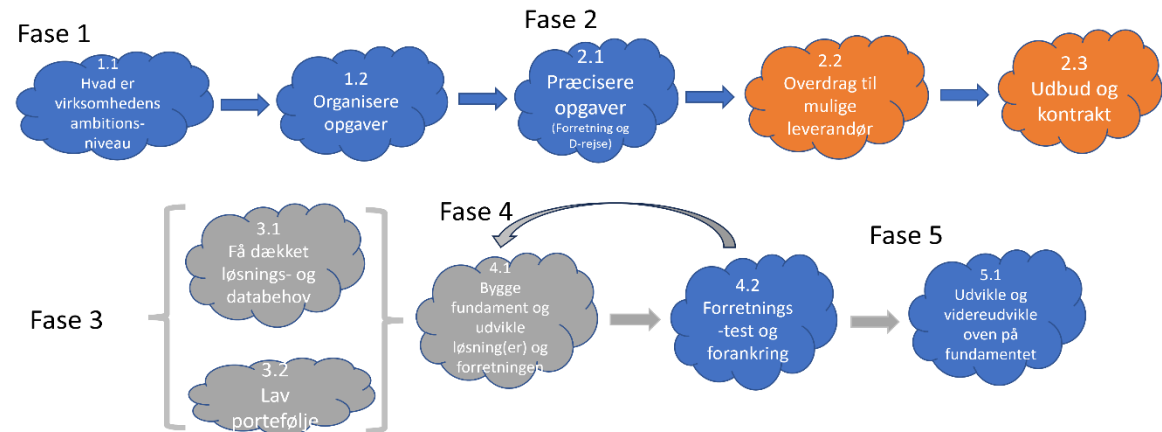 Fase 1
1.1
Hvad er
virksomhedens
ambitions-
niveau
1.2
Organisere
opgaver
Fase 2
2.1
Præcisere
opgaver
(Forretning og
D-rejse)
2.2
Overdrag til
mulige
leverandør
2.3
Udbud og
kontrakt
Fase 3
3.1
Få dækket
løsnings- og
databehov
3.2
Lav
portefølje
Fase 4
4.1
Bygge
fundament og
udvikle
løsning(er) og
forretningen
4.2
Forretnings
-test og
forankring
Fase 5
5.1
Udvikle og
videreudvikle
oven på
fundamentet